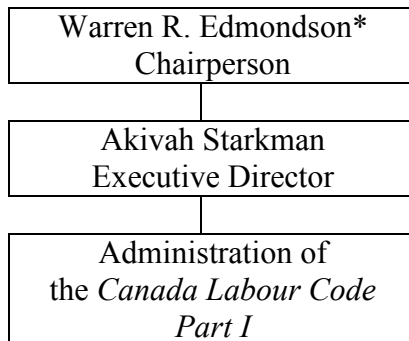 Warren R. Edmondson*
Chairperson
Akivah Starkman
Executive Director
Administration of
the Canada Labour Code
Part I